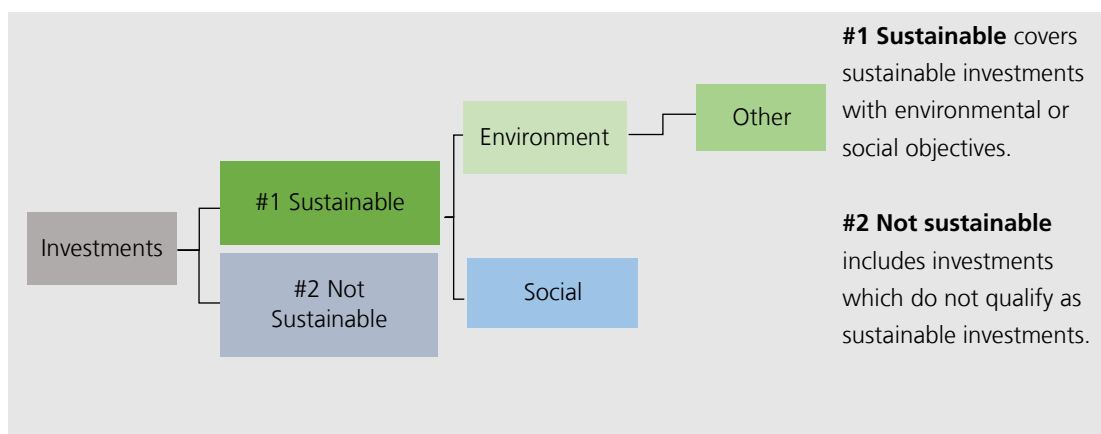 Investments
#1 Sustainable
#2 Not
Sustainable
Environment
Social
Other
#1 Sustainable covers
sustainable investments
with environmental or
social objectives.
#2 Not sustainable
includes investments
which do not qualify as
sustainable investments.